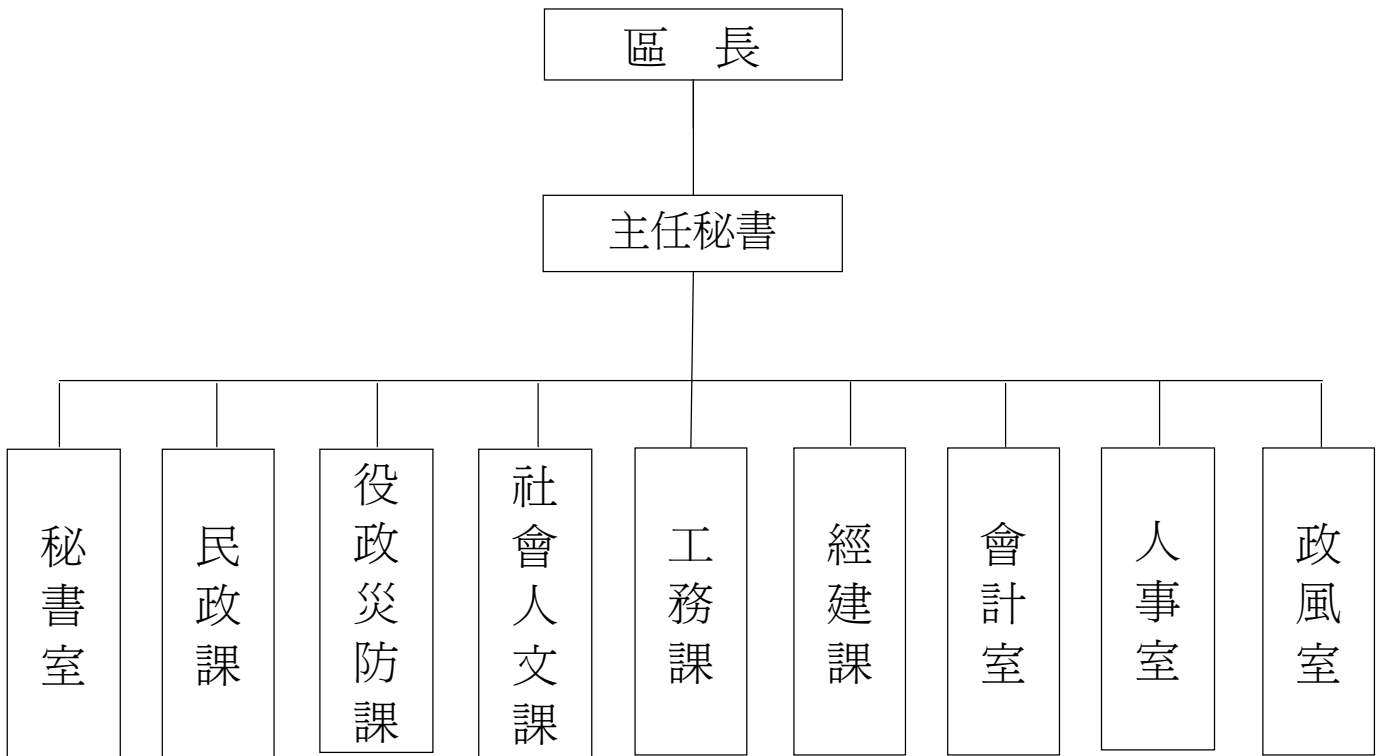 區　長
主任秘書
秘書室
民政課
役政災防課
社會人文課
工務課
經建課
會計室
人事室
政風室